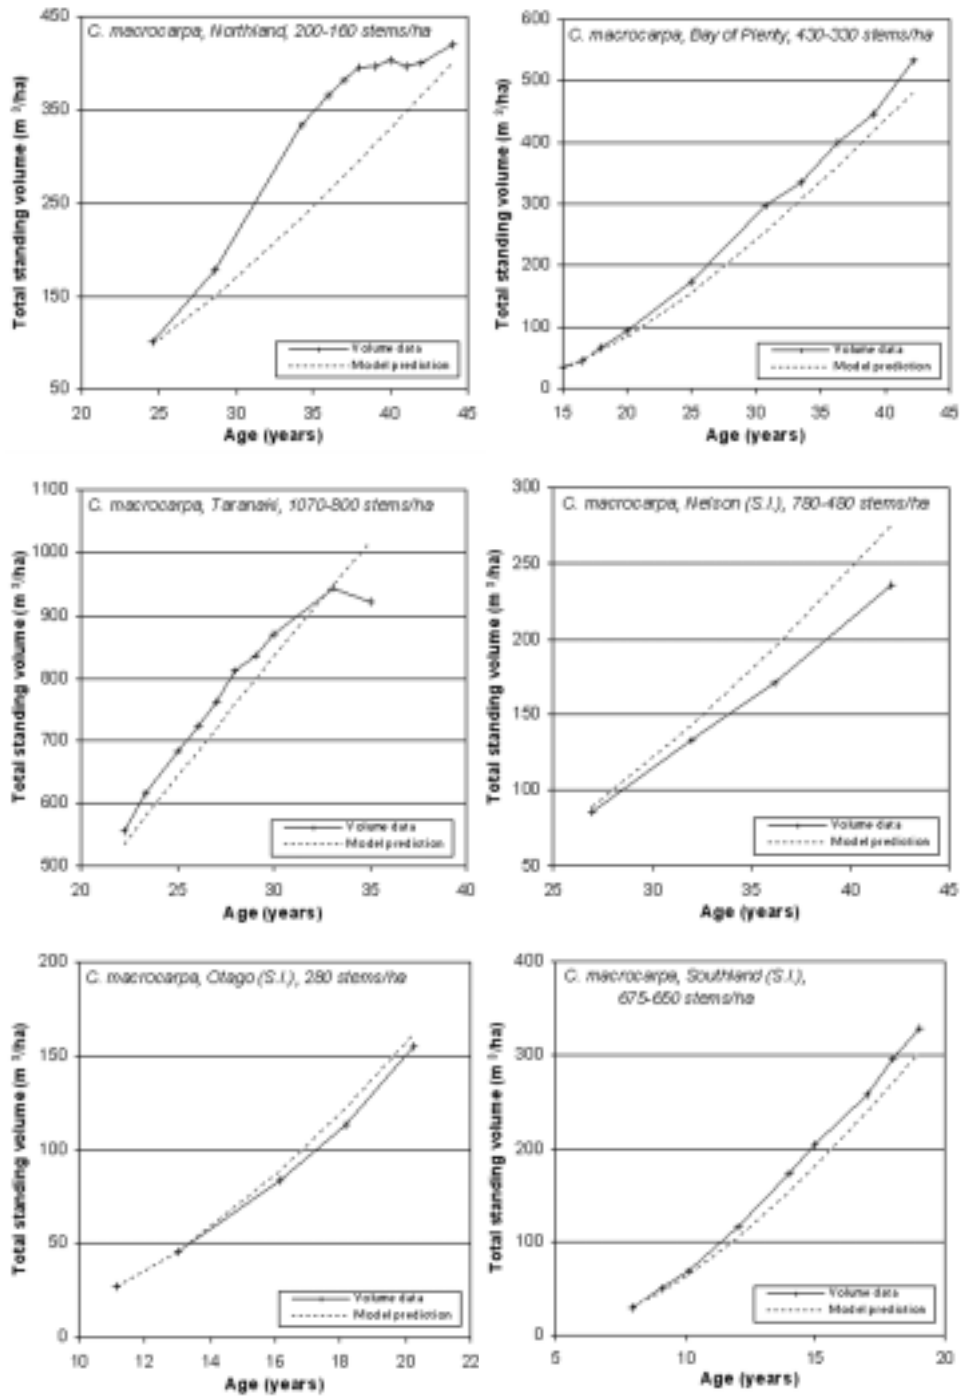 C. macrocarpa, Northland, 200-160 stems/ha
Total standing volume (m³/ha)
450
350
250
150
50
Volume data
Model prediction
20 25 30 35 40 45
Age (years)
C. macrocarpa, Bay of Plenty, 430-330 stems/ha
Total standing volume (m³/ha)
600
500
400
300
200
100
0
Volume data
Model prediction
15 20 25 30 35 40 45
Age (years)
C. macrocarpa, Taranaki, 1070-800 stems/ha
Total standing volume (m³/ha)
1100
1000
900
800
700
600
500
Volume data
Model prediction
20 25 30 35 40
Age (years)
C. macrocarpa, Nelson (S.I.), 780-480 stems/ha
Total standing volume (m³/ha)
300
250
200
150
100
50
Volume data
Model prediction
25 30 35 40 45
Age (years)
C. macrocarpa, Otago (S.I.), 280 stems/ha
Total standing volume (m³/ha)
200
150
100
50
0
Volume data
Model prediction
10 12 14 16 18 20 22
Age (years)
C. macrocarpa, Southland (S.I.),
675-650 stems/ha
Total standing volume (m³/ha)
400
300
200
100
0
Volume data
Model prediction
5 10 15 20
Age (years)